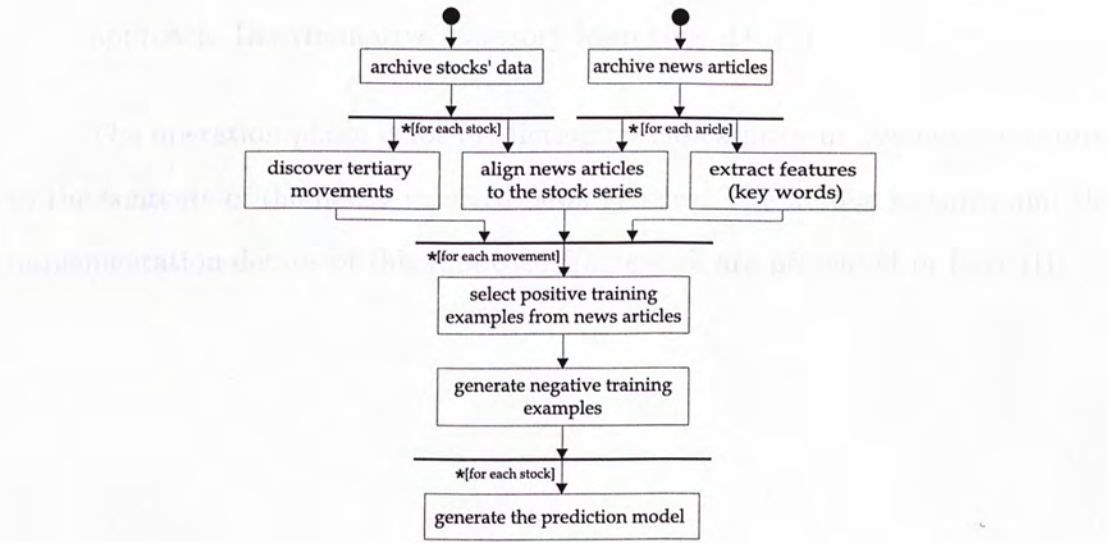 archive stocks' data
archive news articles
*[for each stock]
*[for each aricle]
discover tertiary
movements
align news articles
to the stock series
extract features
(key words)
*[for each movement]
select positive training
examples from news articles
generate negative training
examples
*[for each stock]
generate the prediction model